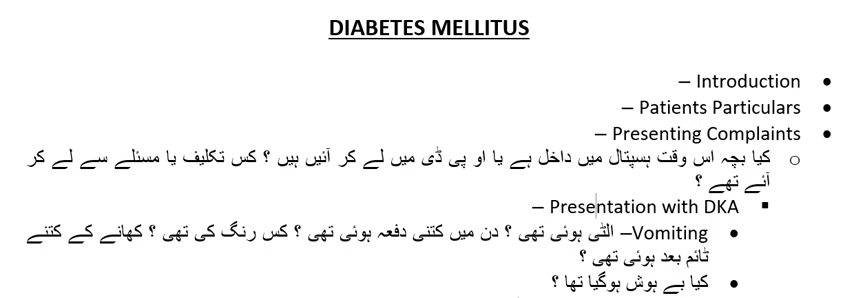 DIABETES MELLITUS
Introduction –
Patients Particulars –
Presenting Complaints –
کیا بچہ اس وقت ہسپتال میں داخل ہے یا او پی ڈی میں لے کر آئیں ہیں ؟ کس تکلیف یا مسئلے سے لے کر
آئے تھے ؟
Presentation with DKA –
Vomiting– الٹی ہوئی تھی ؟ دن میں کتنی دفعہ ہوئی تھی ؟ کس رنگ کی تھی ؟ کھانے کے کتنے
ٹائم بعد ہوئی تھی ؟
کیا بے ہوش ہوگیا تھا ؟